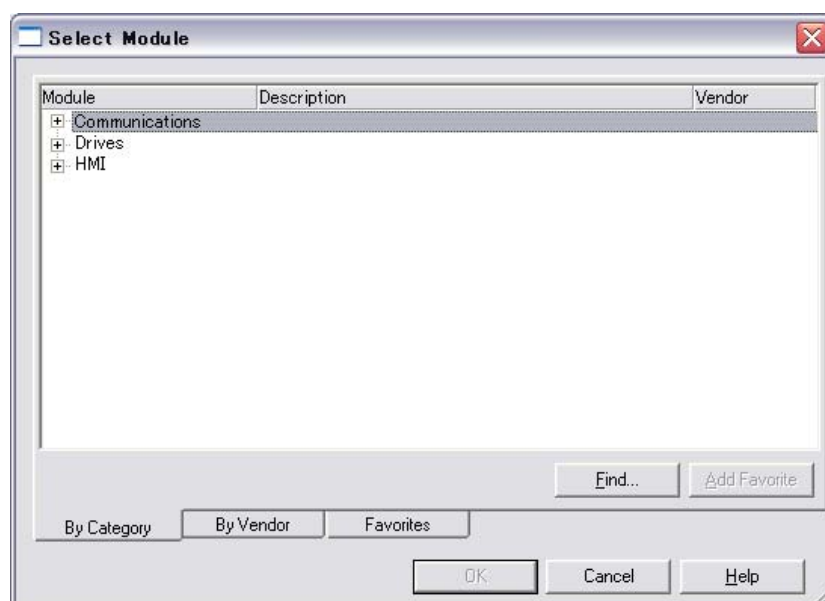 Select Module
Module Description Vendor
Communications
Drives
HMI
Find... Add Favorite
By Category By Vendor Favorites
OK Cancel Help